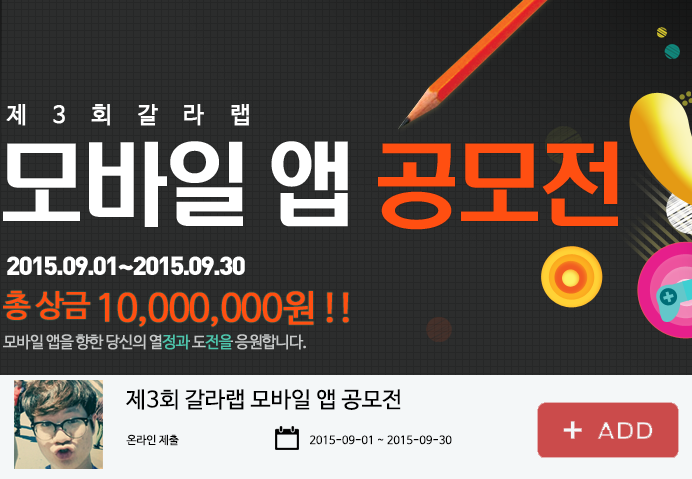 제 3 회 갈 라 랩
모바일 앱 공모전
2015.09.01~2015.09.30
총 상금 10,000,000원 ! !
모바일 앱을 향한 당신의 열정과 도전을 응원합니다.
제3회 갈라랩 모바일 앱 공모전
온라인 제출 2015-09-01 ~ 2015-09-30
+ ADD